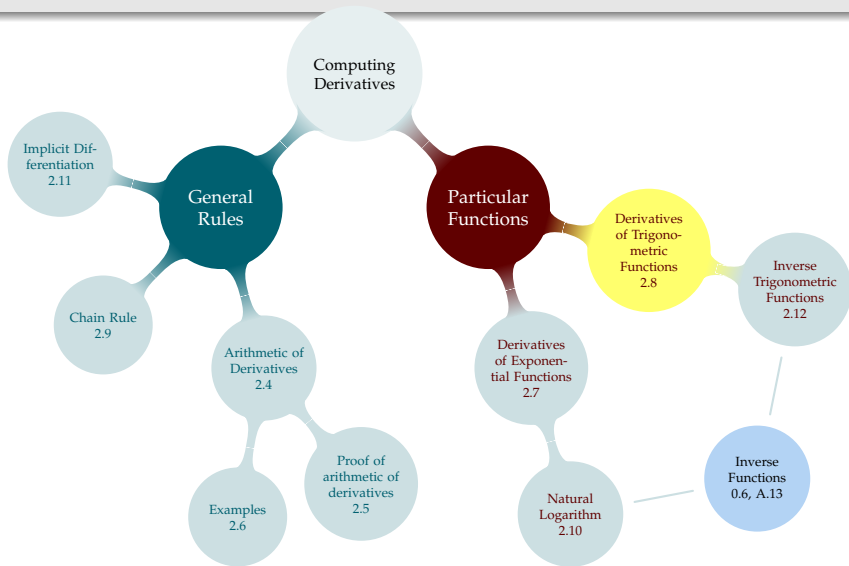 Computing
Derivatives
General
Rules
Implicit Dif-
ferentiation
2.11
Chain Rule
2.9
Arithmetic of
Derivatives
2.4
Examples
2.6
Proof of
arithmetic of
derivatives
2.5
Particular
Functions
Derivatives
of Trigono-
metric
Functions
2.8
Inverse
Trigonometric
Functions
2.12
Derivatives
of Exponen-
tial Functions
2.7
Natural
Logarithm
2.10
Inverse
Functions
0.6, A.13